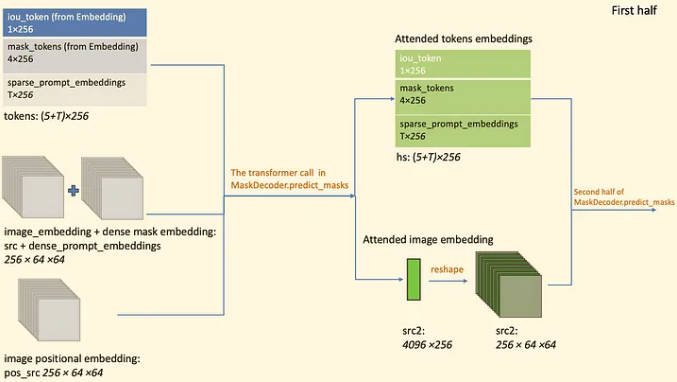 First half
iou_token (from Embedding)
1×256
mask_tokens (from Embedding)
4×256
sparse_prompt_embeddings
T×256
tokens: (5+T)×256
image_embedding + dense mask embedding:
src + dense_prompt_embeddings
256 × 64 ×64
image positional embedding:
pos_src 256 × 64 ×64
The transformer call in
MaskDecoder.predict_masks
Attended tokens embeddings
iou_token
1×256
mask_tokens
4×256
sparse_prompt_embeddings
T×256
hs: (5+T)×256
Attended image embedding
reshape
src2:
4096 ×256
src2:
256 × 64 ×64
Second half of
MaskDecoder.predict_masks